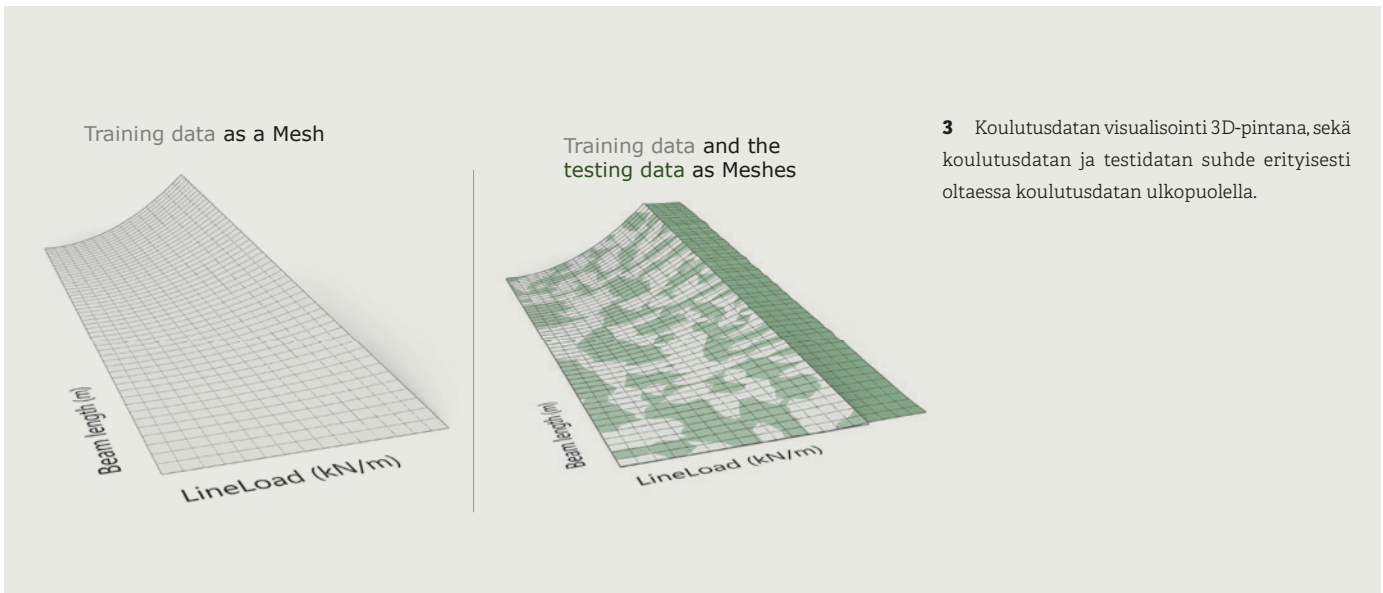 Training data as a Mesh
Beam length (m)
LineLoad (kN/m)
Training data and the
testing data as Meshes
Beam length (m)
LineLoad (kN/m)
3 Koulutusdatan visualisointi 3D-pintana, sekä
koulutusdatan ja testidatan suhde erityisesti
oltaessa koulutusdatan ulkopuolella.